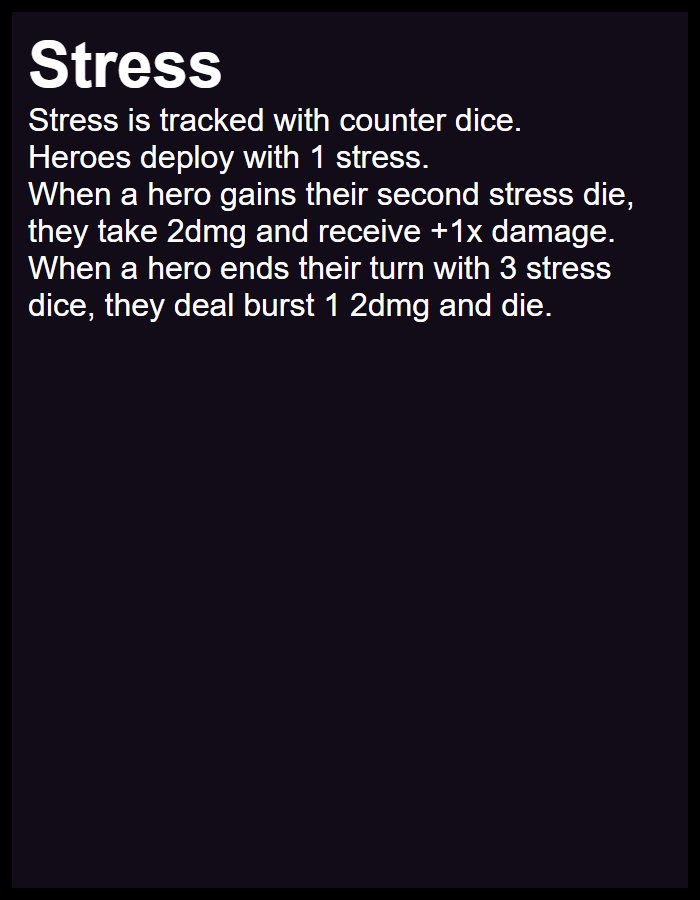 Stress
Stress is tracked with counter dice.
Heroes deploy with 1 stress.
When a hero gains their second stress die,
they take 2dmg and receive +1x damage.
When a hero ends their turn with 3 stress
dice, they deal burst 1 2dmg and die.